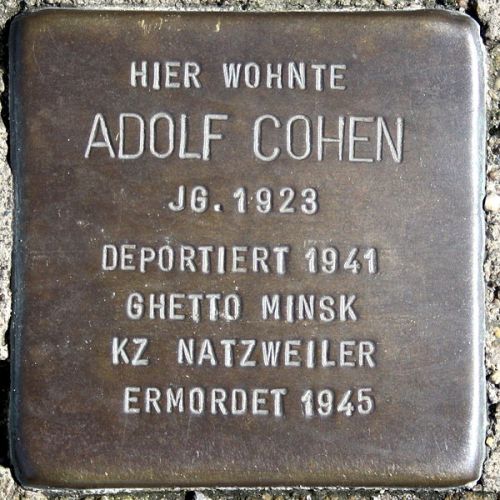 HIER WOHNTE
ADOLF COHEN
JG. 1923
DEPORTIERT 1941
GHETTO MINSK
KZ NATZWEILER
ERMORDET 1945